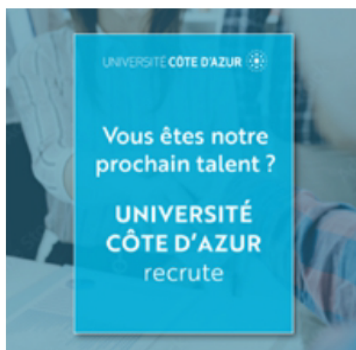 UNIVERSITÉ CÔTE D'AZUR
Vous êtes notre
prochain talent ?
UNIVERSITÉ
CÔTE D'AZUR
recrute